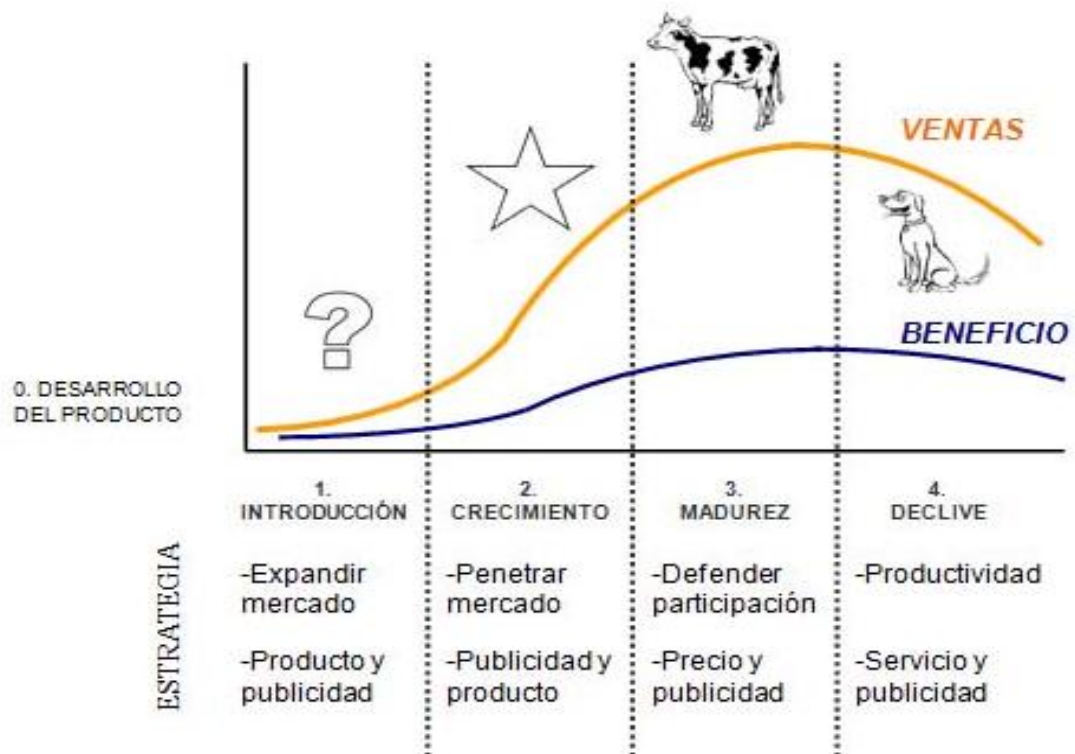 VENTAS
?
BENEFICIO
0. DESARROLLO
DEL PRODUCTO
1.
INTRODUCCIÓN
2.
CRECIMIENTO
3.
MADUREZ
4.
DECLIVE
ESTRATEGIA
-Expandir
mercado
-Producto y
publicidad
-Penetrar
mercado
-Publicidad y
producto
-Defender
participación
-Precio y
publicidad
-Productividad
-Servicio y
publicidad